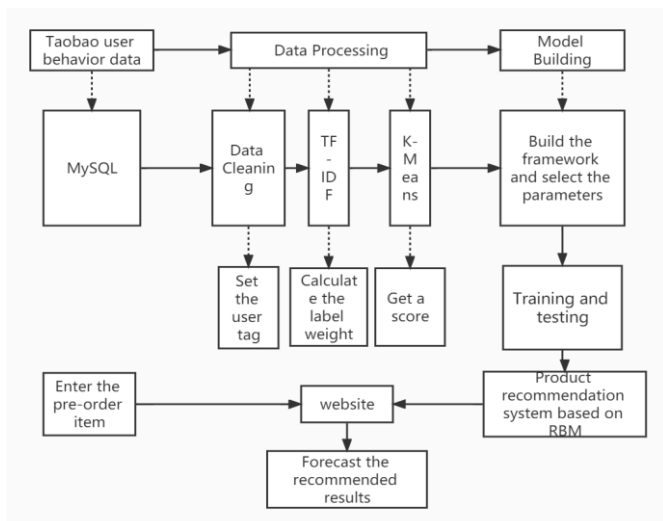 Taobao user
behavior data
Data Processing
Model
Building
MySQL
Data
Cleanin
g
TF
-
ID
F
K-
M
ea
ns
Build the
framework
and select the
parameters
Set
the
user
tag
Calculat
e the
label
weight
Get a
score
Training and
testing
Enter the
pre-order
item
website
Product
recommendation
system based on
RBM
Forecast the
recommended
results